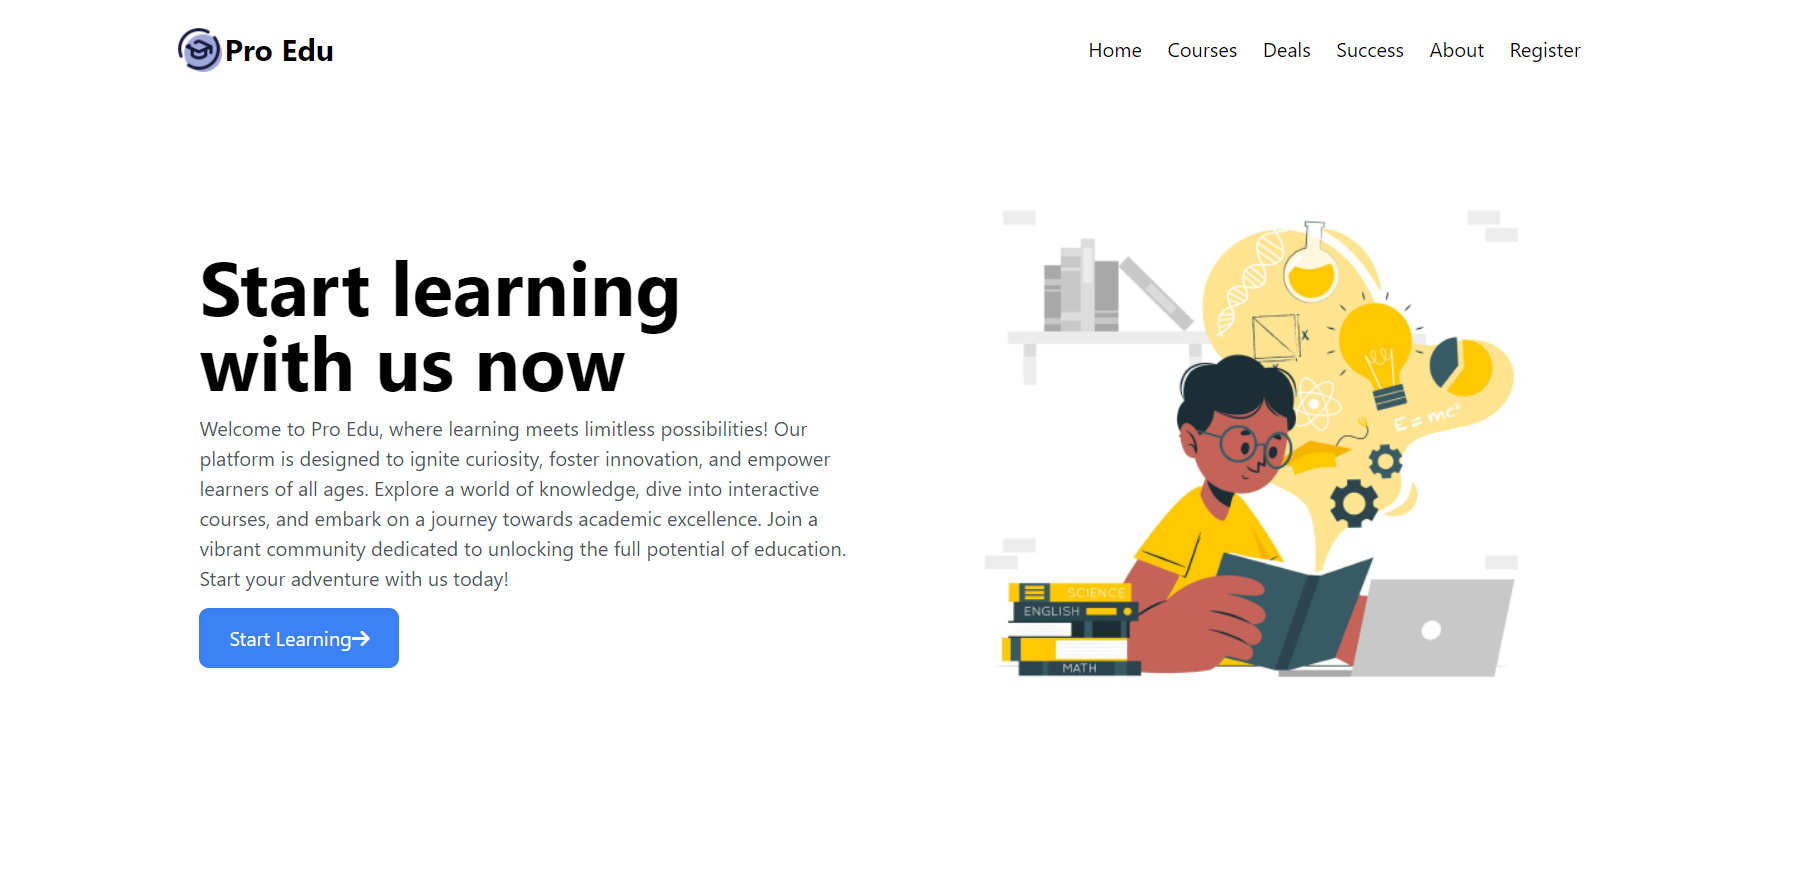 Pro Edu
Home Courses Deals Success About Register
Start learning
with us now
Welcome to Pro Edu, where learning meets limitless possibilities! Our
platform is designed to ignite curiosity, foster innovation, and empower
learners of all ages. Explore a world of knowledge, dive into interactive
courses, and embark on a journey towards academic excellence. Join a
vibrant community dedicated to unlocking the full potential of education.
Start your adventure with us today!
Start Learning
x
x
E = mc²
SCIENCE
ENGLISH
MATH